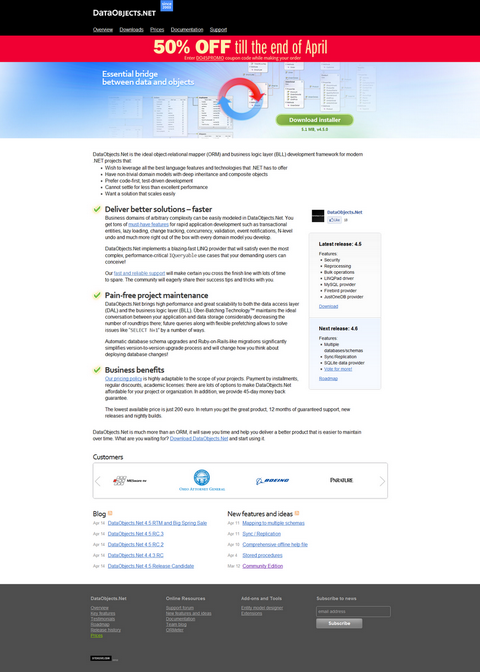 DATAOBJECTS.NET
since 2003
Overview Downloads Prices Documentation Support
50% OFF till the end of April
Enter BO4SPROMO coupon code while making your order
Essential bridge
between data and objects.
Download Installer
5.1 MB, v4.5.0
DataObjects.Net is the ideal object-relational mapper (ORM) and business logic layer (BLL) development framework for modern
.NET projects that:
Wish to leverage all the best language features and technologies that .NET has to offer
Have non-trivial domain models with deep inheritance and composite objects
Prefer code-first, test-driven development
Cannot settle for less than excellent performance
Want a solution that scales easily
Deliver better solutions – faster
Business domains of arbitrary complexity can be easily modeled in DataObjects.Net. You
get tons of must-have features for rapid application development such as transactional
entities, lazy loading, change tracking, concurrency, validation, event notifications, N-level
undo and much more right out of the box with every domain model you develop.
DataObjects.Net implements a blazing-fast LINQ provider that will satisfy even the most
complex, performance-critical IQueryable use cases that your demanding users can
conceive!
Our fast and reliable support will make certain you cross the finish line with lots of time
to spare. The community will eagerly share their success tips and tricks with you.
Pain-free project maintenance
DataObjects.Net brings high performance and great scalability to both the data access layer
(DAL) and the business logic layer (BLL). Uber-Batching Technology™ maintains the ideal
conversation between your application and data storage considerably decreasing the
number of roundtrips there; future queries along with flexible prefetching allows to solve
issues like "SELECT N+1" by a number of ways.
Automatic database schema upgrades and Ruby-on-Rails-like migrations significantly
simplifies version-to-version upgrade process and will change how you think about
deploying database changes!
Business benefits
Our pricing policy is highly adaptable to the scope of your projects. Payment by installments,
regular discounts, academic licenses: there are lots of options to make DataObjects.Net
affordable for your project or organization. In addition, we provide 45-day money back
guarantee.
The lowest available price is just 200 euro. In return you get the great product, 12 months of guaranteed support, new
releases and nightly builds.
DataObjects.Net is much more than an ORM, it will save you time and help you deliver a better product that is easier to maintain
over time. What are you waiting for? Download DataObjects.Net and start using it.
DataObjects.Net
Like
Latest release: 4.5
Features:
Security
Reprocessing
Bulk operations
LINQPad driver
MySQL provider
Firebird provider
JustOneDB provider
Download
Next release: 4.6
Features:
Multiple
databases/schemas
Sync/Replication
SQLite data provider
Vote for more!
Roadmap
Customers
OHIO ATTORNEY GENERAL
BOEING
PARATURE
Blog
Apr 16 DataObjects.Net 4.5 RTM and Big Spring Sale
DataObjects.Net 4.5 RC 3
DataObjects.Net 4.5 RC 2
DataObjects.Net 4.4.3 RC
DataObjects.Net 4.5 Release Candidate
New features and ideas
Apr 11 Mapping to multiple schemas
Apr 11 Sync / Replication
Comprehensive offline help file
Stored procedures
Community Edition
DataObjects.Net
Overview
Key features
Testimonials
Roadmap
Release history
Prices
Online Resources
Support forum
New features and ideas
Documentation
Team blog
ORMeter
Add-ons and Tools
Entity model designer
Extensions
Subscribe to news
email address
Subscribe